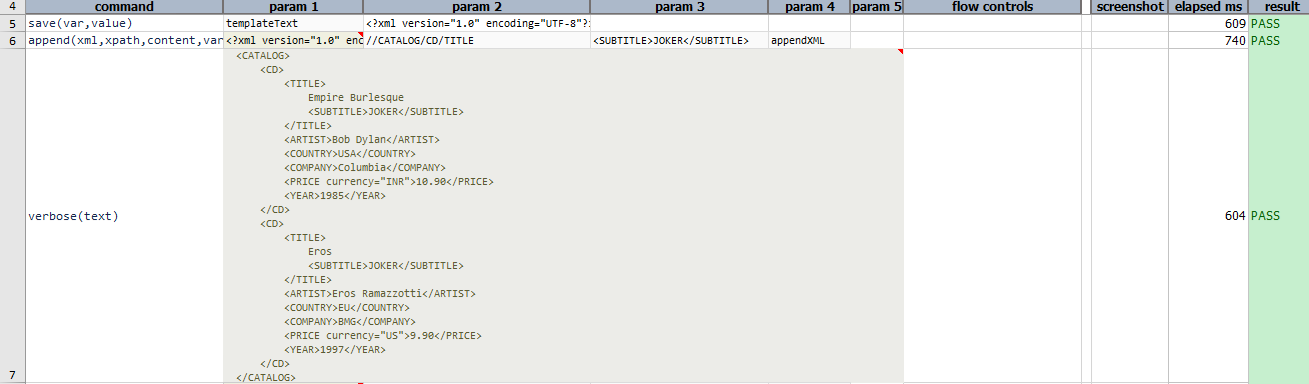 4 command param 1 param 2 param 3 param 4 param 5 flow controls screenshot elapsed ms result
5 save(var,value) templateText <?xml version="1.0" encoding="UTF-8"?: 609 PASS
6 append(xml,xpath,content,var <?xml version="1.0" enc //CATALOG/CD/TITLE <SUBTITLE>JOKER</SUBTITLE> appendXML 740 PASS
<CATALOG>
<CD>
<TITLE>
Empire Burlesque
<SUBTITLE>JOKER</SUBTITLE>
</TITLE>
<ARTIST>Bob Dylan</ARTIST>
<COUNTRY>USA</COUNTRY>
<COMPANY>Columbia</COMPANY>
<PRICE currency="INR">10.90</PRICE>
<YEAR>1985</YEAR>
</CD>
verbose(text) <CD> 604 PASS
<TITLE>
Eros
<SUBTITLE>JOKER</SUBTITLE>
</TITLE>
<ARTIST>Eros Ramazzotti</ARTIST>
<COUNTRY>EU</COUNTRY>
<COMPANY>BMG</COMPANY>
<PRICE currency="US">9.90</PRICE>
<YEAR>1997</YEAR>
</CD>
7 </CATALOG>